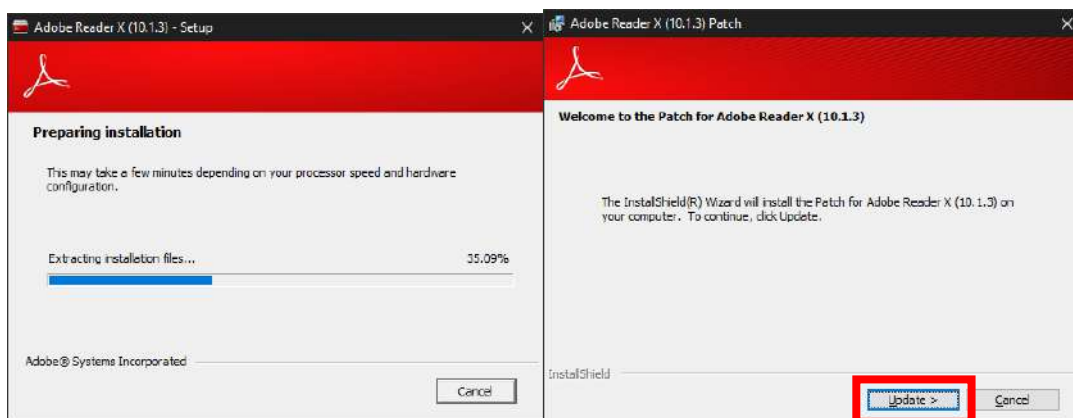 Adobe Reader X (10.1.3) - Setup
Preparing installation
This may take a few minutes depending on your processor speed and hardware
configuration.
Extracting installation files... 35.09%
Adobe® Systems Incorporated
Cancel
Adobe Reader X (10.1.3) Patch
Welcome to the Patch for Adobe Reader X (10.1.3)
The InstallShield(R) Wizard will install the Patch for Adobe Reader X (10.1.3) on
your computer. To continue, click Update.
InstallShield
Update > Cancel